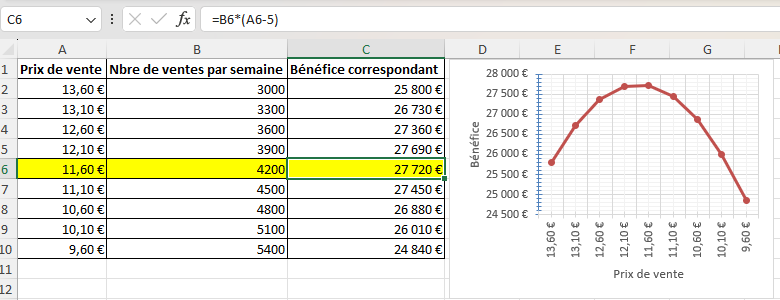 C6 fx =B6*(A6-5)
A B C D E F G
1 Prix de vente Nbre de ventes par semaine Bénéfice correspondant
2 13,60 € 3000 25 800 €
3 13,10 € 3300 26 730 €
4 12,60 € 3600 27 360 €
5 12,10 € 3900 27 690 €
6 11,60 € 4200 27 720 €
7 11,10 € 4500 27 450 €
8 10,60 € 4800 26 880 €
9 10,10 € 5100 26 010 €
10 9,60 € 5400 24 840 €
11
12
28 000 €
27 500 €
27 000 €
26 500 €
26 000 €
25 500 €
25 000 €
24 500 €
Bénéfice
13,60 € 13,10 € 12,60 € 12,10 € 11,60 € 11,10 € 10,60 € 10,10 € 9,60 €
Prix de vente